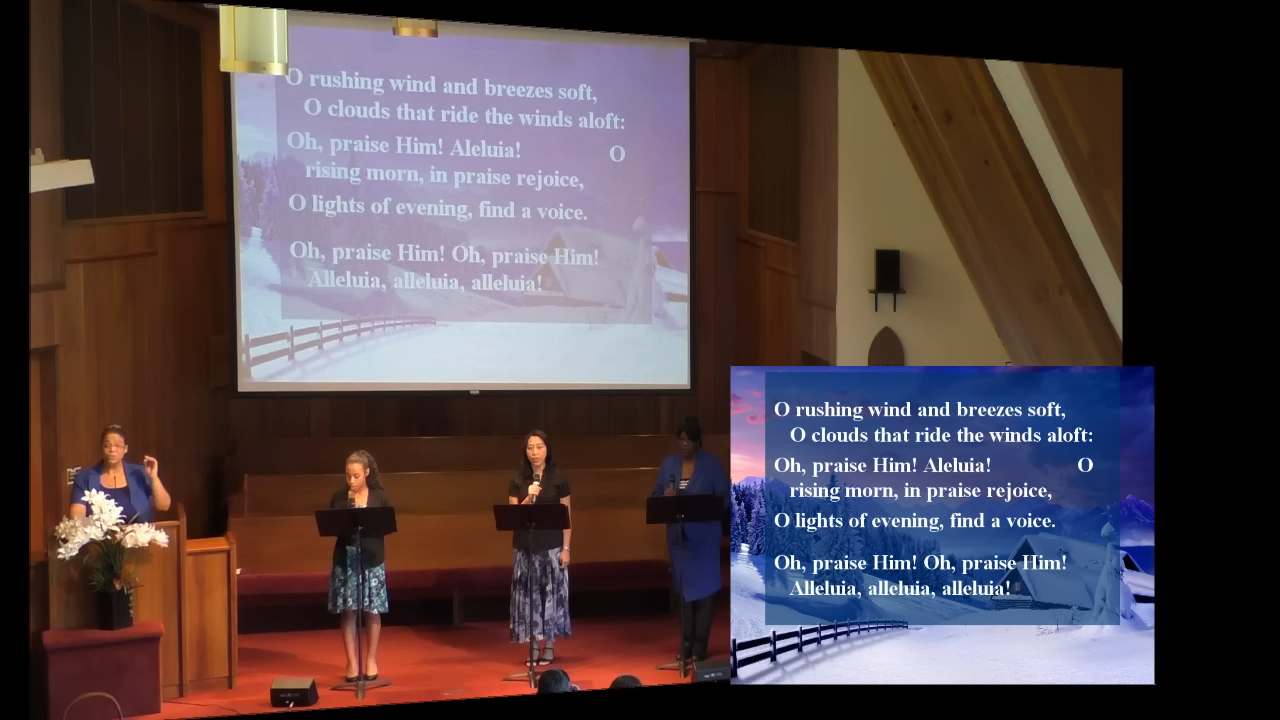 O rushing wind and breezes soft,
O clouds that ride the winds aloft:
Oh, praise Him! Aleluia! O
rising morn, in praise rejoice,
O lights of evening, find a voice.
Oh, praise Him! Oh, praise Him!
Alleluia, alleluia, alleluia!
O rushing wind and breezes soft,
O clouds that ride the winds aloft:
Oh, praise Him! Aleluia! O
rising morn, in praise rejoice,
O lights of evening, find a voice.
Oh, praise Him! Oh, praise Him!
Alleluia, alleluia, alleluia!